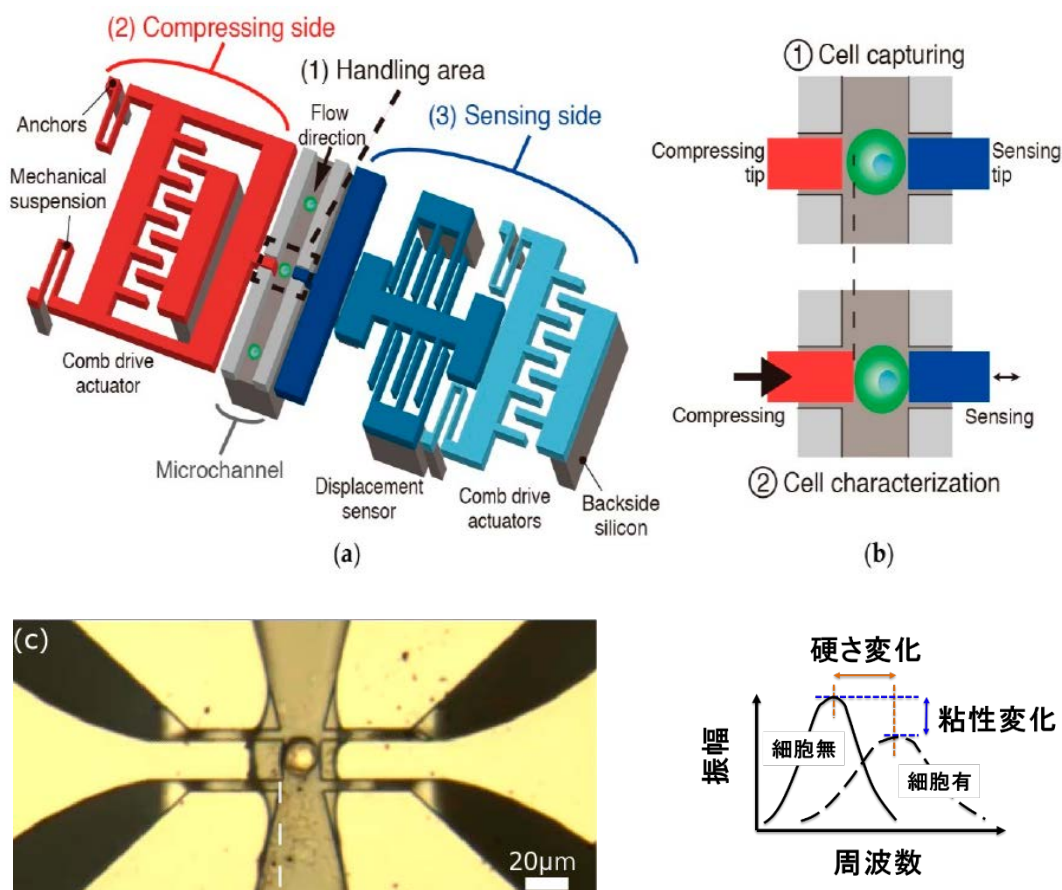 (2) Compressing side
(1) Handling area
Flow
direction
(3) Sensing side
Anchors
Mechanical
suspension
Comb drive
actuator
Microchannel
Displacement
sensor
Comb drive
actuators
Backside
silicon
(a)
① Cell capturing
Compressing
tip
Sensing
tip
Compressing
Sensing
② Cell characterization
(b)
(c)
20μm
硬さ変化
粘性変化
振幅
細胞無
細胞有
周波数